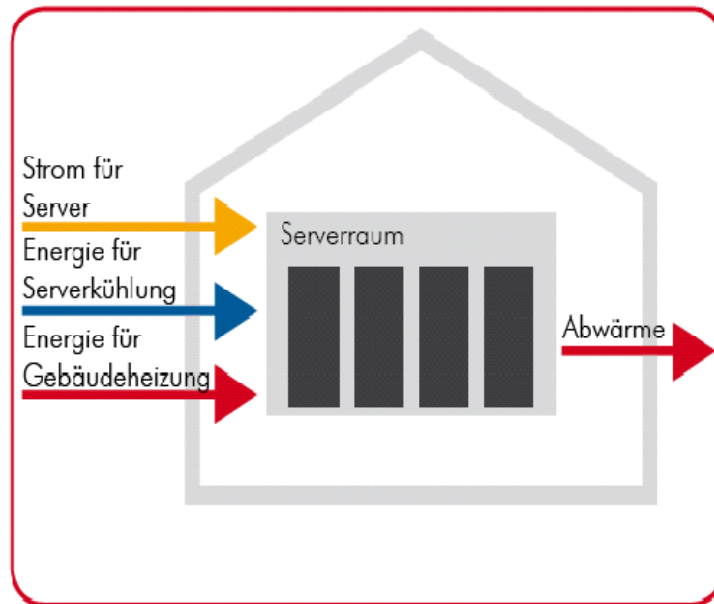 Strom für
Server
Energie für
Serverkühlung
Energie für
Gebäudeheizung
Serverraum
Abwärme